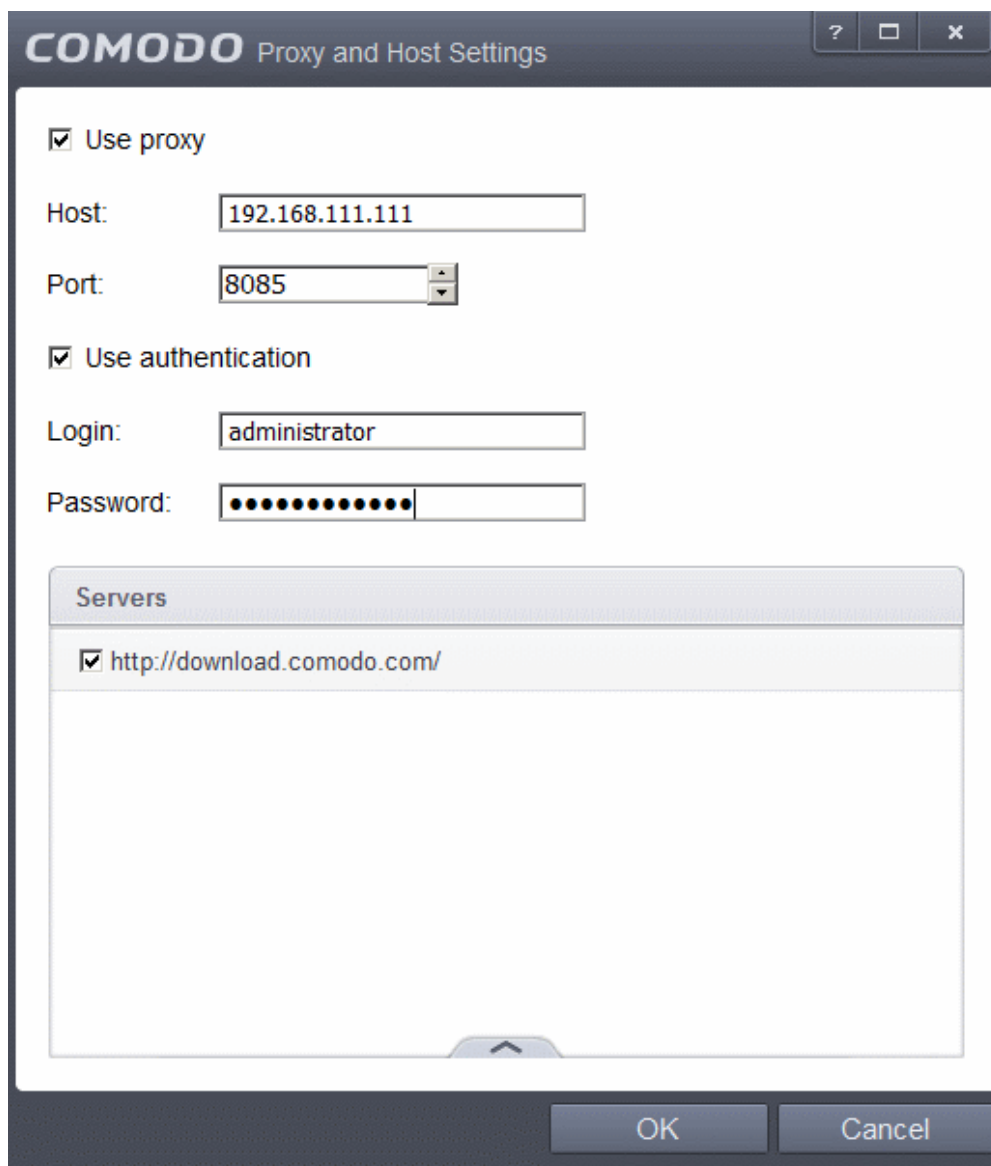 COMODO Proxy and Host Settings
?
Use proxy
Host: 192.168.111.111
Port: 8085
Use authentication
Login: administrator
Password: ●●●●●●●●●●●●
Servers
http://download.comodo.com/
OK Cancel